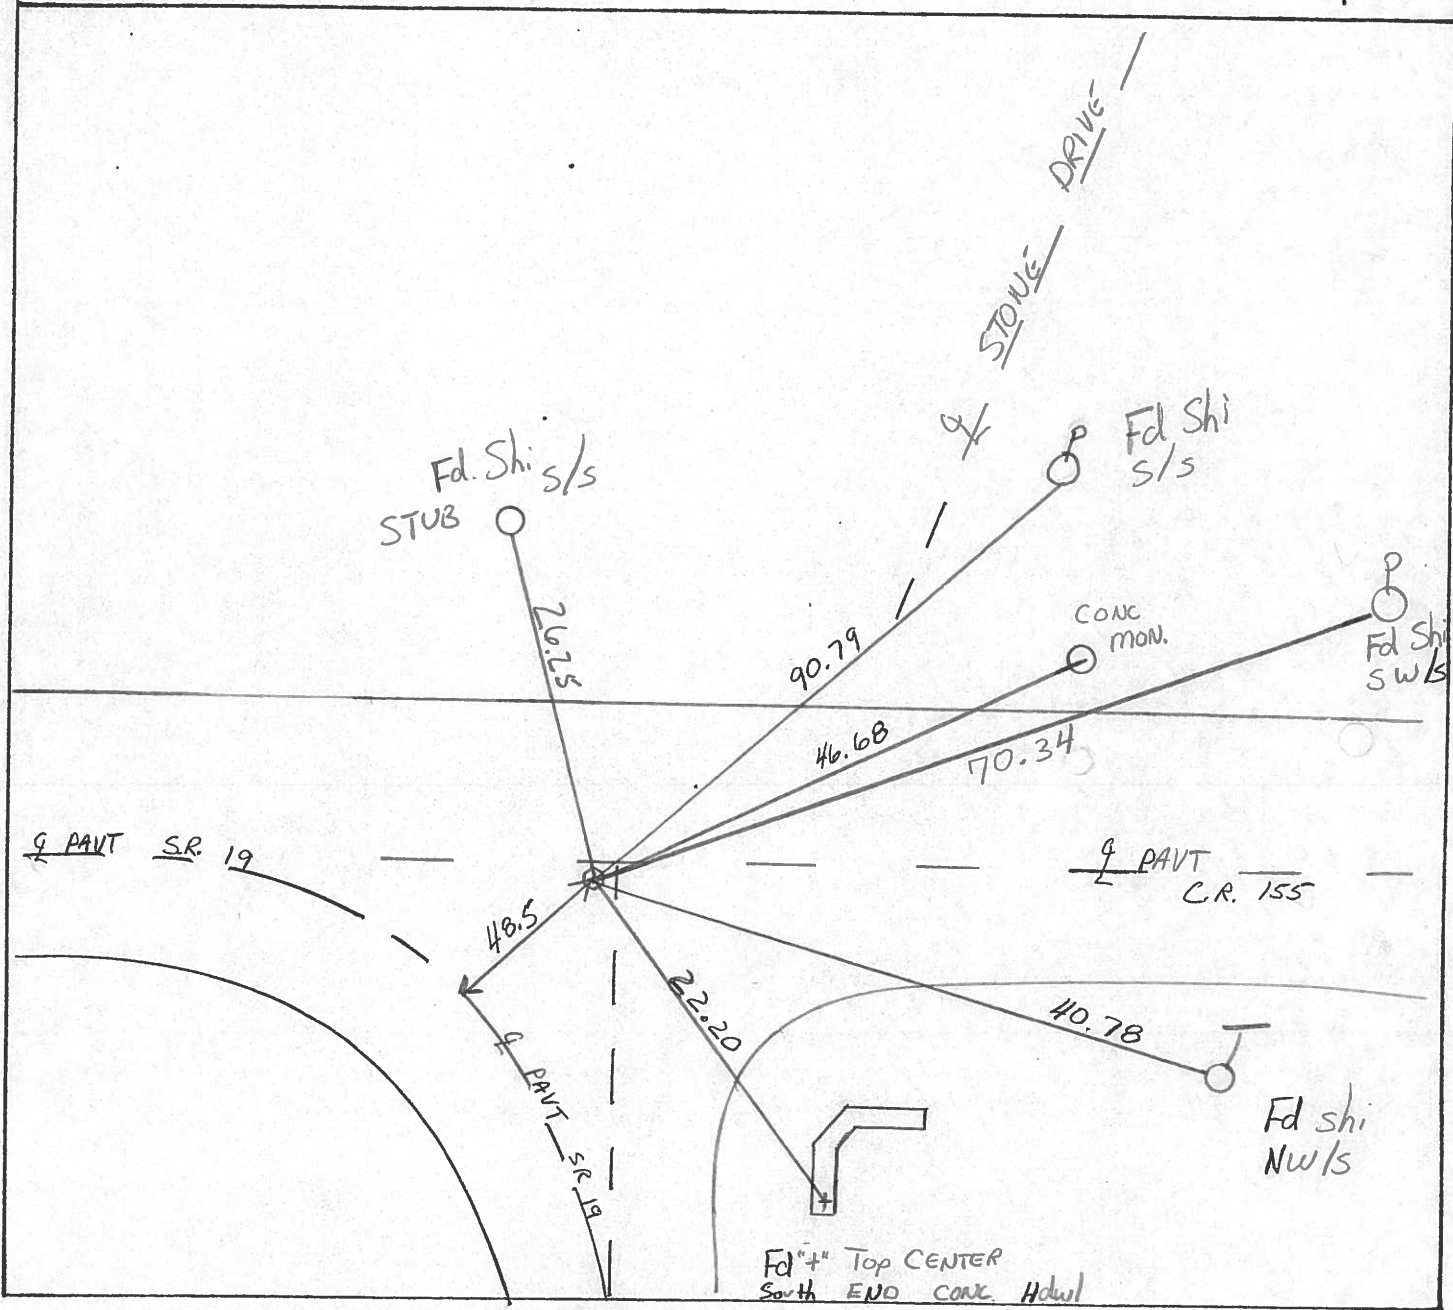 ℄ STONE DRIVE
Fd. Shi S/S
STUB
P
Fd Shi
S/S
P
Fd Shi
SW/S
CONC
MON.
26.25
90.79
46.68
70.34
℄ PAVT S.R. 19
℄ PAVT
C.R. 155
48.5
22.20
40.78
℄ PAVT SR 19
Fd shi
NW/S
Fd "+" Top CENTER
South END CONC. Hdwl